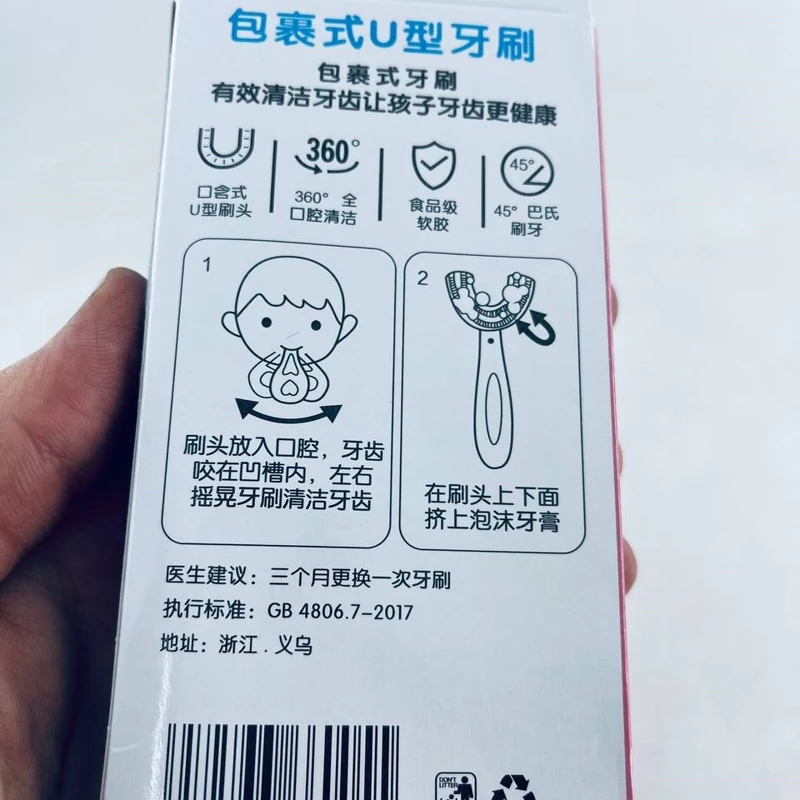 包裹式U型牙刷
包裹式牙刷
有效清洁牙齿让孩子牙齿更健康
360°
45°
口含式
U型刷头
360° 全
口腔清洁
食品级
软胶
45° 巴氏
刷牙
1
刷头放入口腔，牙齿
咬在凹槽内，左右
摇晃牙刷清洁牙齿
2
在刷头上下面
挤上泡沫牙膏
医生建议：三个月更换一次牙刷
执行标准：GB 4806.7-2017
地址：浙江 . 义乌
DON'T
LITTER